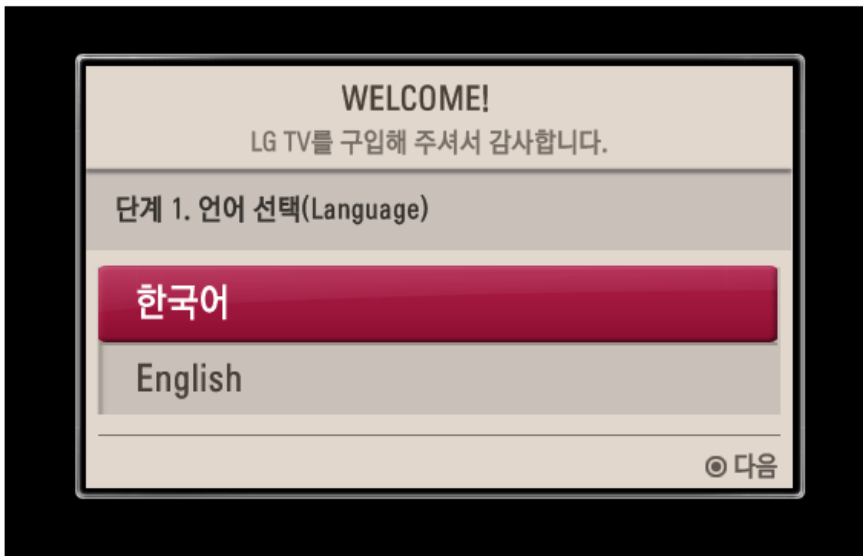 WELCOME!
LG TV를 구입해 주셔서 감사합니다.
단계 1. 언어 선택(Language)
한국어
English
◉ 다음